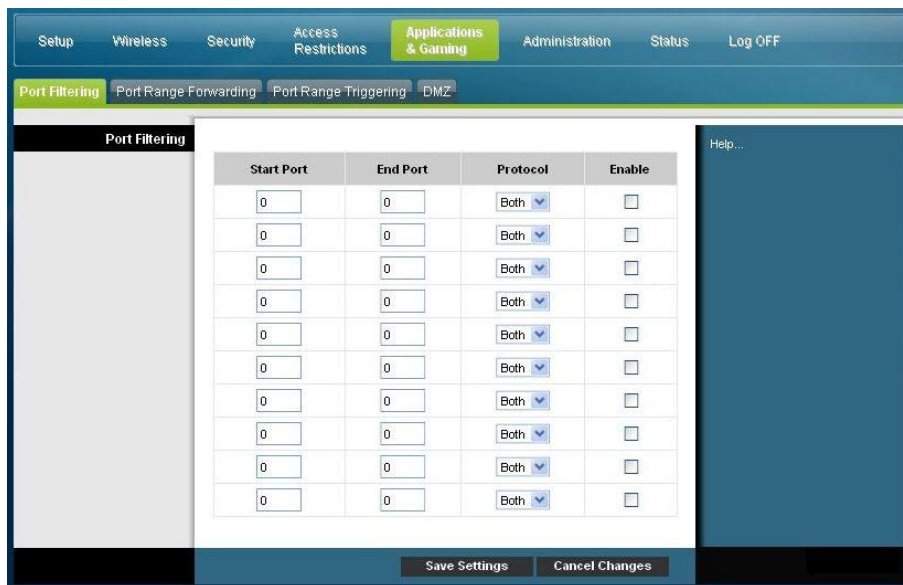 Setup Wireless Security Access Restrictions Applications & Gaming Administration Status Log OFF
Port Filtering Port Range Forwarding Port Range Triggering DMZ
Port Filtering
Help...
Start Port End Port Protocol Enable
0 0 Both
0 0 Both
0 0 Both
0 0 Both
0 0 Both
0 0 Both
0 0 Both
0 0 Both
0 0 Both
0 0 Both
Save Settings Cancel Changes